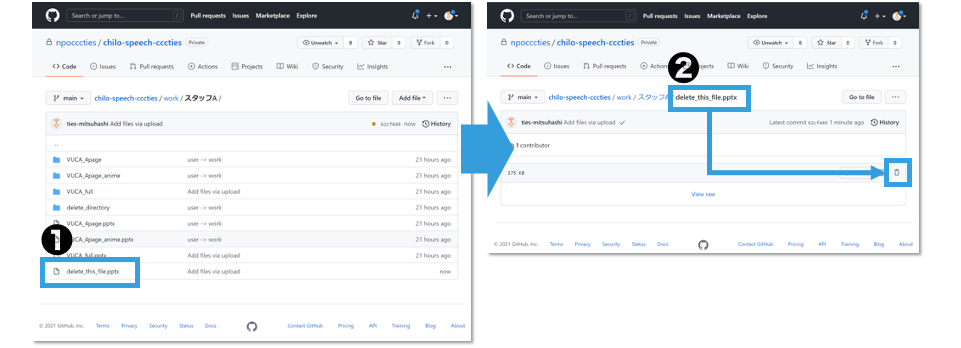 Search or jump to... / Pull requests Issues Marketplace Explore
npocccties / chilo-speech-cccties Private
Unwatch 8 Star 0 Fork 0
Code Issues Pull requests Actions Projects Wiki Security Insights ...
main chilo-speech-cccties / work / スタッフA / Go to file Add file ...
ties-mitsuhashi Add files via upload 62cf669 now History
..
VUCA_4page user -> work 21 hours ago
VUCA_4page_anime user -> work 21 hours ago
VUCA_full Add files via upload 21 hours ago
delete_directory user -> work 21 hours ago
VUCA_4page.pptx user -> work 21 hours ago
VUCA_4page_anime.pptx user -> work 21 hours ago
VUCA_full.pptx Add files via upload 21 hours ago
1
delete_this_file.pptx Add files via upload now
© 2021 GitHub, Inc. Terms Privacy Security Status Docs Contact GitHub Pricing API Training Blog About
Search or jump to... / Pull requests Issues Marketplace Explore
npocccties / chilo-speech-cccties Private
Unwatch 8 Star 0 Fork 0
Code Issues Pull requests Actions Projects Wiki Security Insights ...
2
main chilo-speech-cccties / work / スタッフA / delete_this_file.pptx Go to file ...
ties-mitsuhashi Add files via upload Latest commit 62cf669 1 minute ago History
1 contributor
175 KB
View raw
© 2021 GitHub, Inc. Terms Privacy Security Status Docs Contact GitHub Pricing API Training Blog About